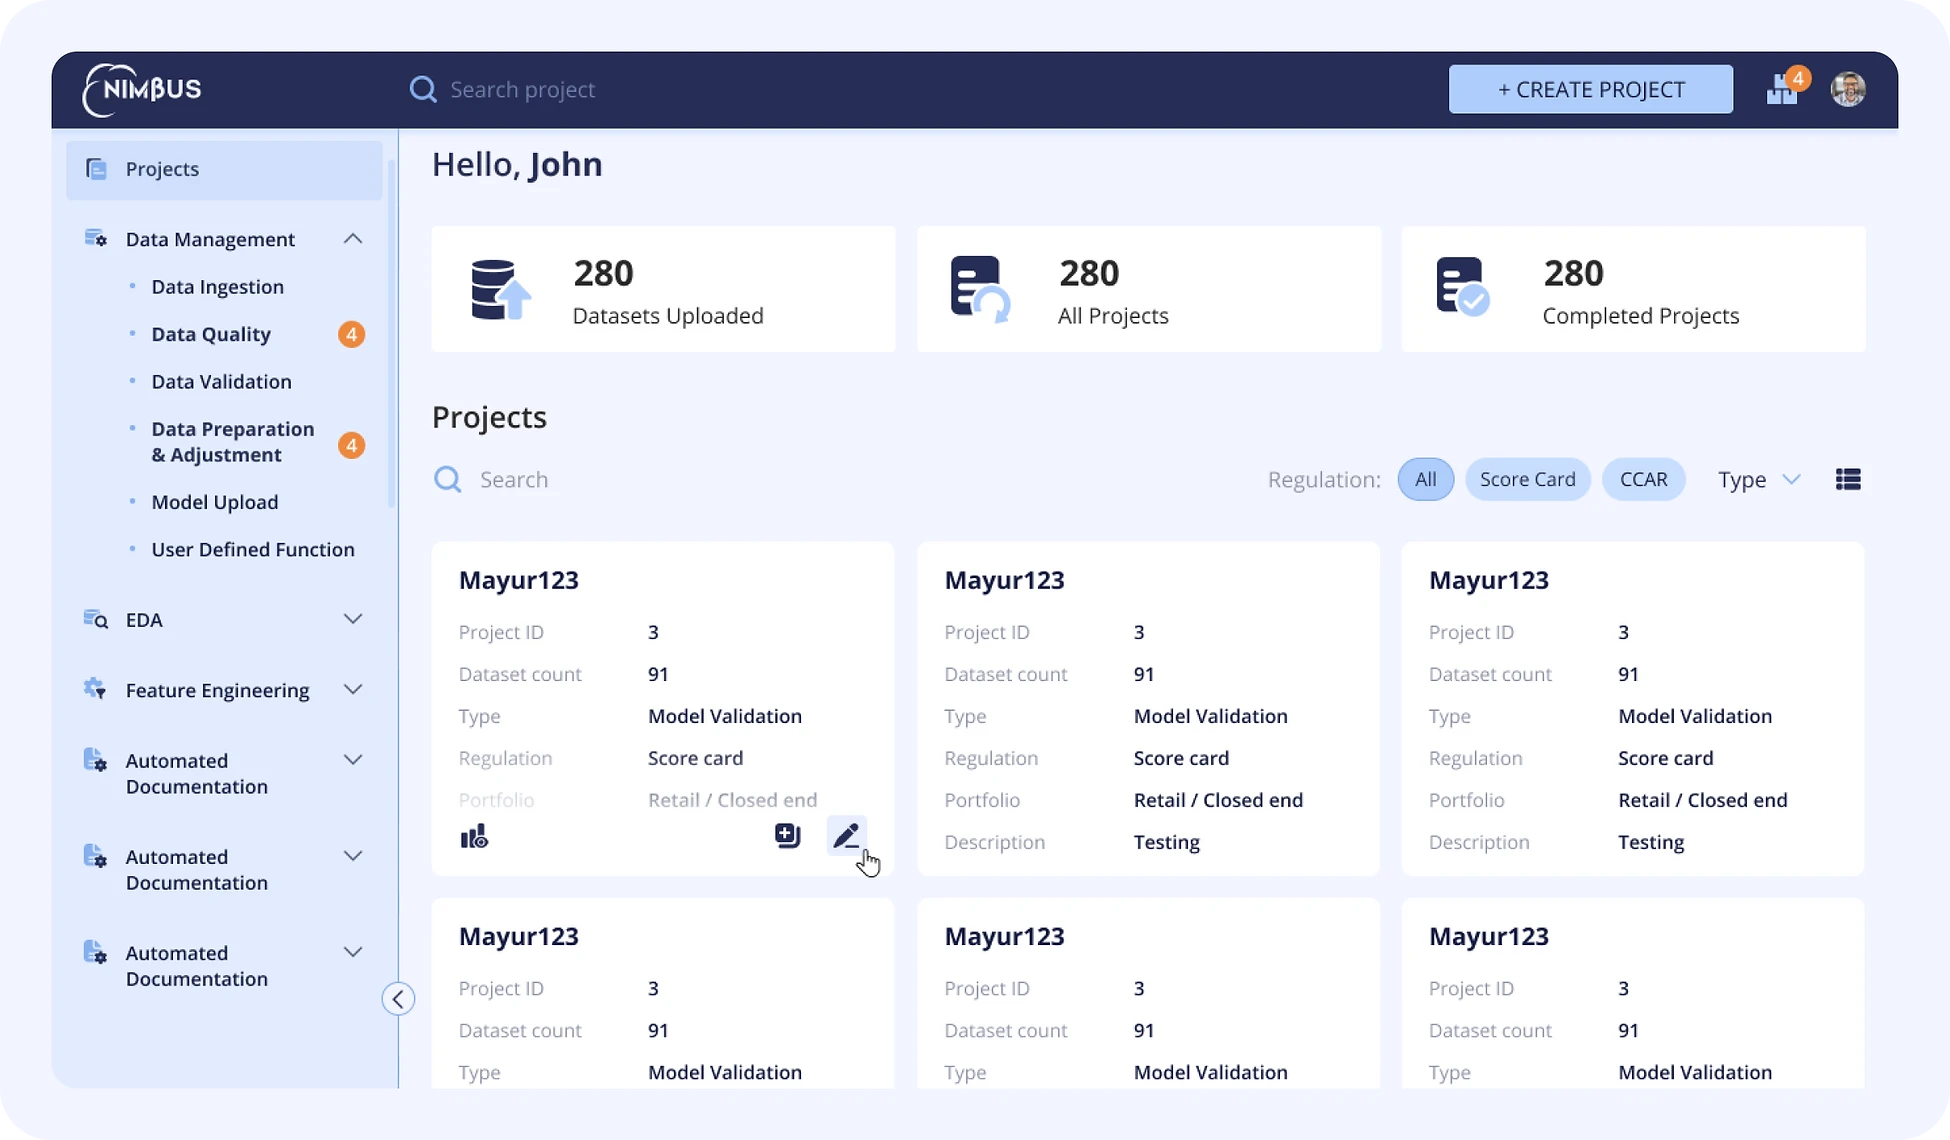 NIMBUS
Search project
+ CREATE PROJECT
4
Projects
Data Management
Data Ingestion
Data Quality
4
Data Validation
Data Preparation
& Adjustment
4
Model Upload
User Defined Function
EDA
Feature Engineering
Automated
Documentation
Automated
Documentation
Automated
Documentation
Hello, John
280
Datasets Uploaded
280
All Projects
280
Completed Projects
Projects
Search
Regulation:
All
Score Card
CCAR
Type
Mayur123
Project ID 3
Dataset count 91
Type Model Validation
Regulation Score card
Portfolio Retail / Closed end
Mayur123
Project ID 3
Dataset count 91
Type Model Validation
Regulation Score card
Portfolio Retail / Closed end
Description Testing
Mayur123
Project ID 3
Dataset count 91
Type Model Validation
Regulation Score card
Portfolio Retail / Closed end
Description Testing
Mayur123
Project ID 3
Dataset count 91
Type Model Validation
Mayur123
Project ID 3
Dataset count 91
Type Model Validation
Mayur123
Project ID 3
Dataset count 91
Type Model Validation